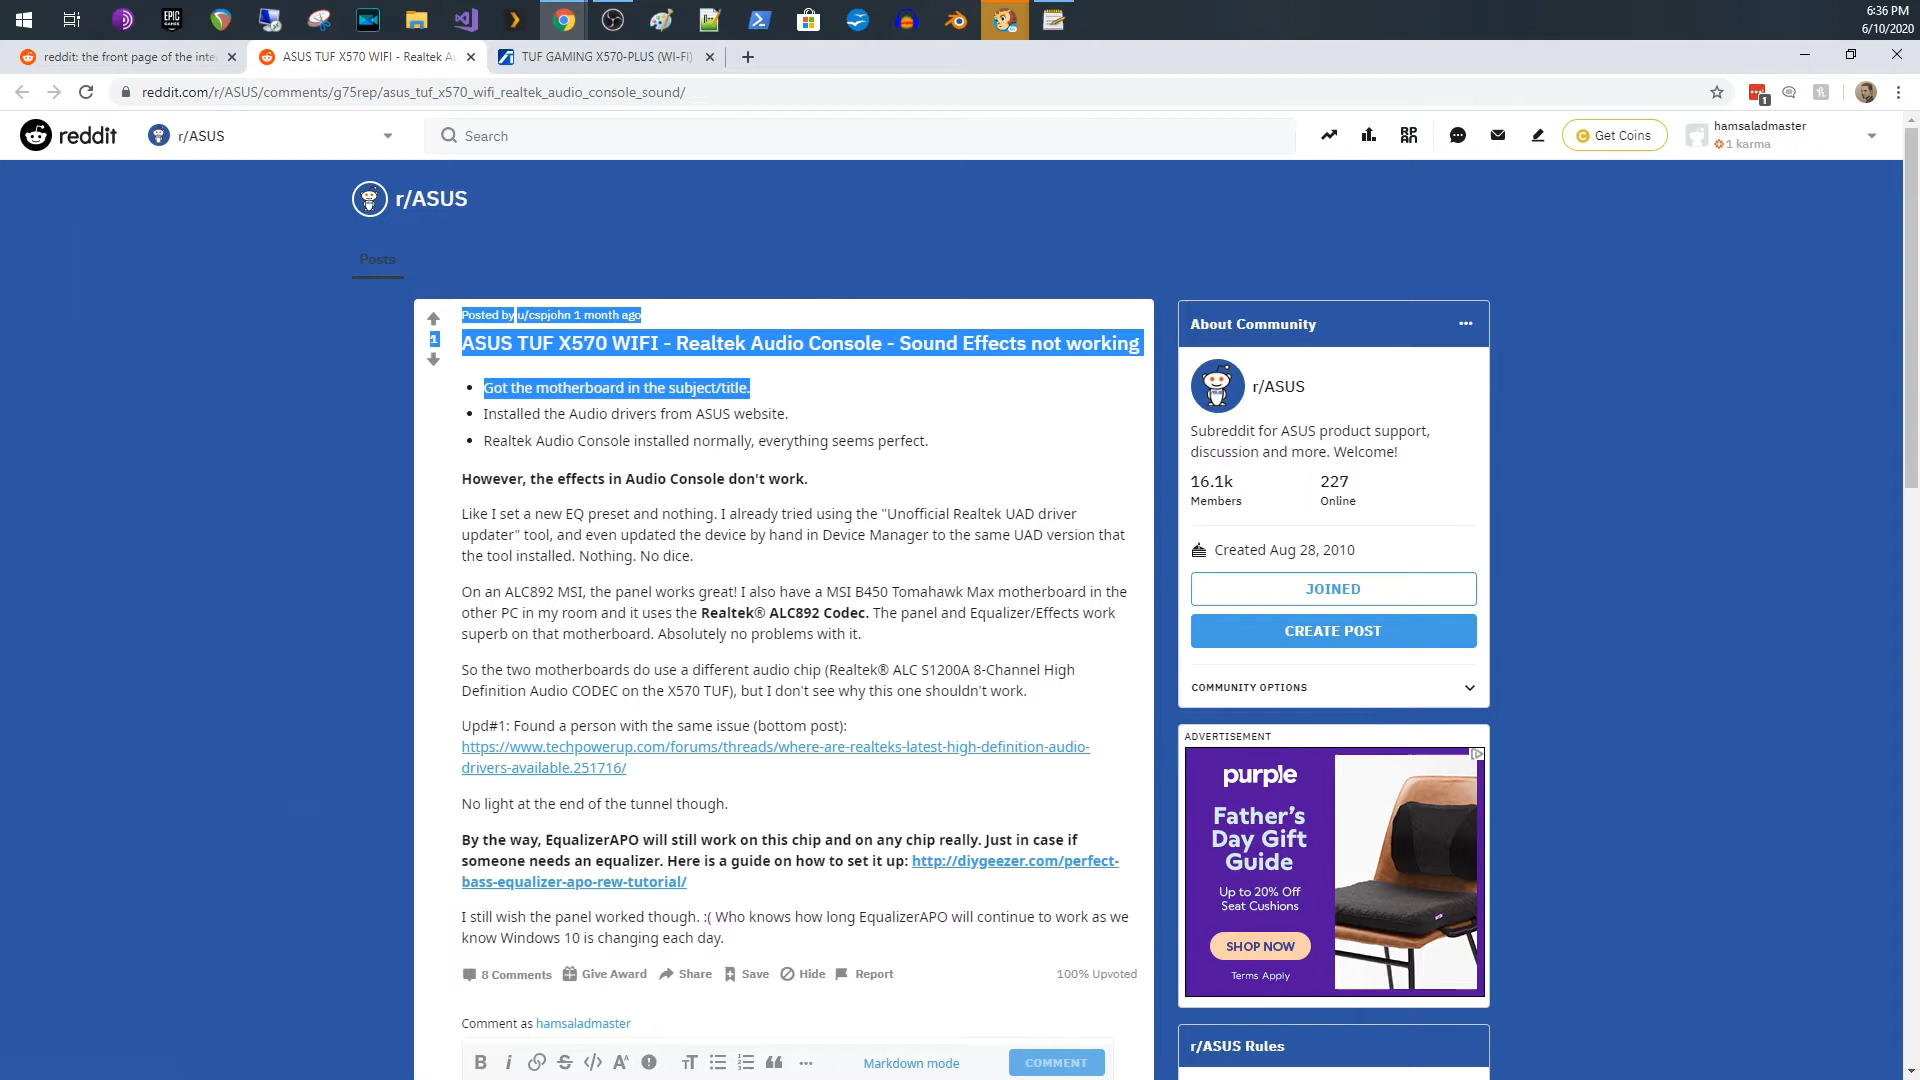 6:36 PM
6/10/2020
reddit: the front page of the inte
ASUS TUF X570 WIFI - Realtek Au
TUF GAMING X570-PLUS (WI-FI)
reddit.com/r/ASUS/comments/g75rep/asus_tuf_x570_wifi_realtek_audio_console_sound/
1
reddit
r/ASUS
Search
Get Coins
hamsaladmaster
1 karma
r/ASUS
Posts
Posted by u/cspjohn 1 month ago
1
ASUS TUF X570 WIFI - Realtek Audio Console - Sound Effects not working
Got the motherboard in the subject/title.
Installed the Audio drivers from ASUS website.
Realtek Audio Console installed normally, everything seems perfect.
However, the effects in Audio Console don't work.
Like I set a new EQ preset and nothing. I already tried using the "Unofficial Realtek UAD driver
updater" tool, and even updated the device by hand in Device Manager to the same UAD version that
the tool installed. Nothing. No dice.
On an ALC892 MSI, the panel works great! I also have a MSI B450 Tomahawk Max motherboard in the
other PC in my room and it uses the Realtek® ALC892 Codec. The panel and Equalizer/Effects work
superb on that motherboard. Absolutely no problems with it.
So the two motherboards do use a different audio chip (Realtek® ALC S1200A 8-Channel High
Definition Audio CODEC on the X570 TUF), but I don't see why this one shouldn't work.
Upd#1: Found a person with the same issue (bottom post):
https://www.techpowerup.com/forums/threads/where-are-realteks-latest-high-definition-audio-
drivers-available.251716/
No light at the end of the tunnel though.
By the way, EqualizerAPO will still work on this chip and on any chip really. Just in case if
someone needs an equalizer. Here is a guide on how to set it up: http://diygeezer.com/perfect-
bass-equalizer-apo-rew-tutorial/
I still wish the panel worked though. :( Who knows how long EqualizerAPO will continue to work as we
know Windows 10 is changing each day.
8 Comments Give Award Share Save Hide Report 100% Upvoted
Comment as hamsaladmaster
Markdown mode
COMMENT
About Community
r/ASUS
Subreddit for ASUS product support,
discussion and more. Welcome!
16.1k 227
Members Online
Created Aug 28, 2010
JOINED
CREATE POST
COMMUNITY OPTIONS
ADVERTISEMENT
purple
Father's
Day Gift
Guide
Up to 20% Off
Seat Cushions
SHOP NOW
Terms Apply
r/ASUS Rules